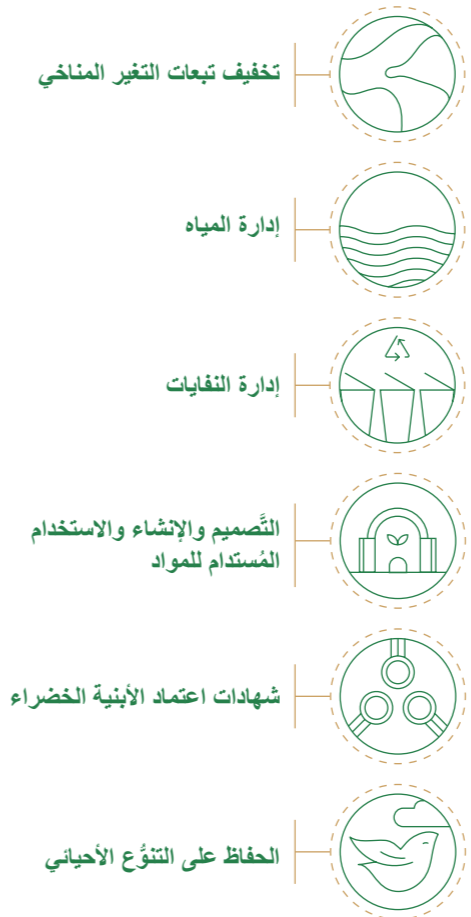 تخفيف تبعات التغير المناخي
إدارة المياه
إدارة النفايات
التَّصميم والإنشاء والاستخدام
المُستدام للمواد
شهادات اعتماد الأبنية الخضراء
الحفاظ على التنوُّع الأحيائي